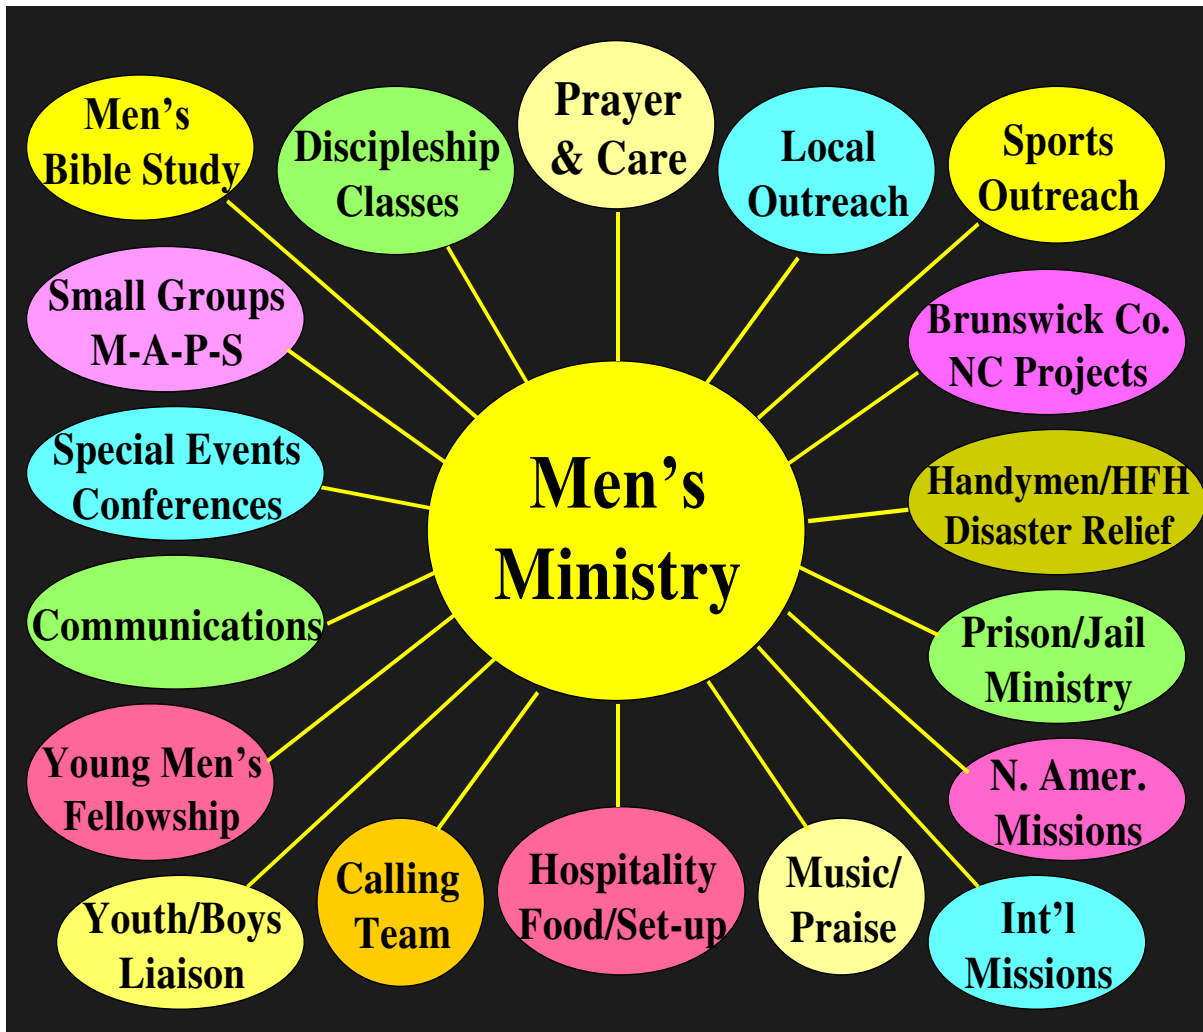 Men's
Bible Study
Discipleship
Classes
Prayer
& Care
Local
Outreach
Sports
Outreach
Small Groups
M-A-P-S
Brunswick Co.
NC Projects
Special Events
Conferences
Men's
Ministry
Handymen/HFH
Disaster Relief
Communications
Prison/Jail
Ministry
Young Men's
Fellowship
N. Amer.
Missions
Youth/Boys
Liaison
Calling
Team
Hospitality
Food/Set-up
Music/
Praise
Int'l
Missions